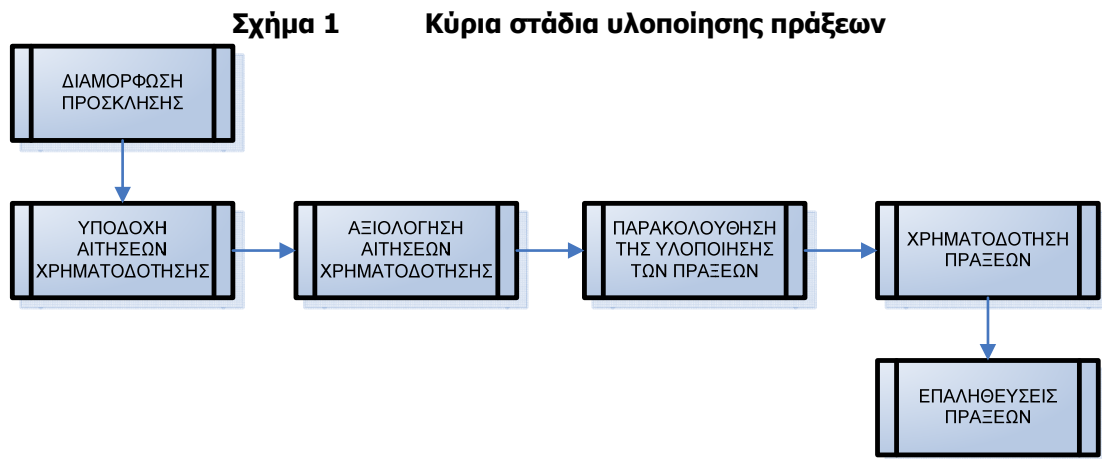 Σχήμα 1 Κύρια στάδια υλοποίησης πράξεων
ΔΙΑΜΟΡΦΩΣΗ
ΠΡΟΣΚΛΗΣΗΣ
ΥΠΟΔΟΧΗ
ΑΙΤΗΣΕΩΝ
ΧΡΗΜΑΤΟΔΟΤΗΣΗΣ
ΑΞΙΟΛΟΓΗΣΗ
ΑΙΤΗΣΕΩΝ
ΧΡΗΜΑΤΟΔΟΤΗΣΗΣ
ΠΑΡΑΚΟΛΟΥΘΗΣΗ
ΤΗΣ ΥΛΟΠΟΙΗΣΗΣ
ΤΩΝ ΠΡΑΞΕΩΝ
ΧΡΗΜΑΤΟΔΟΤΗΣΗ
ΠΡΑΞΕΩΝ
ΕΠΑΛΗΘΕΥΣΕΙΣ
ΠΡΑΞΕΩΝ